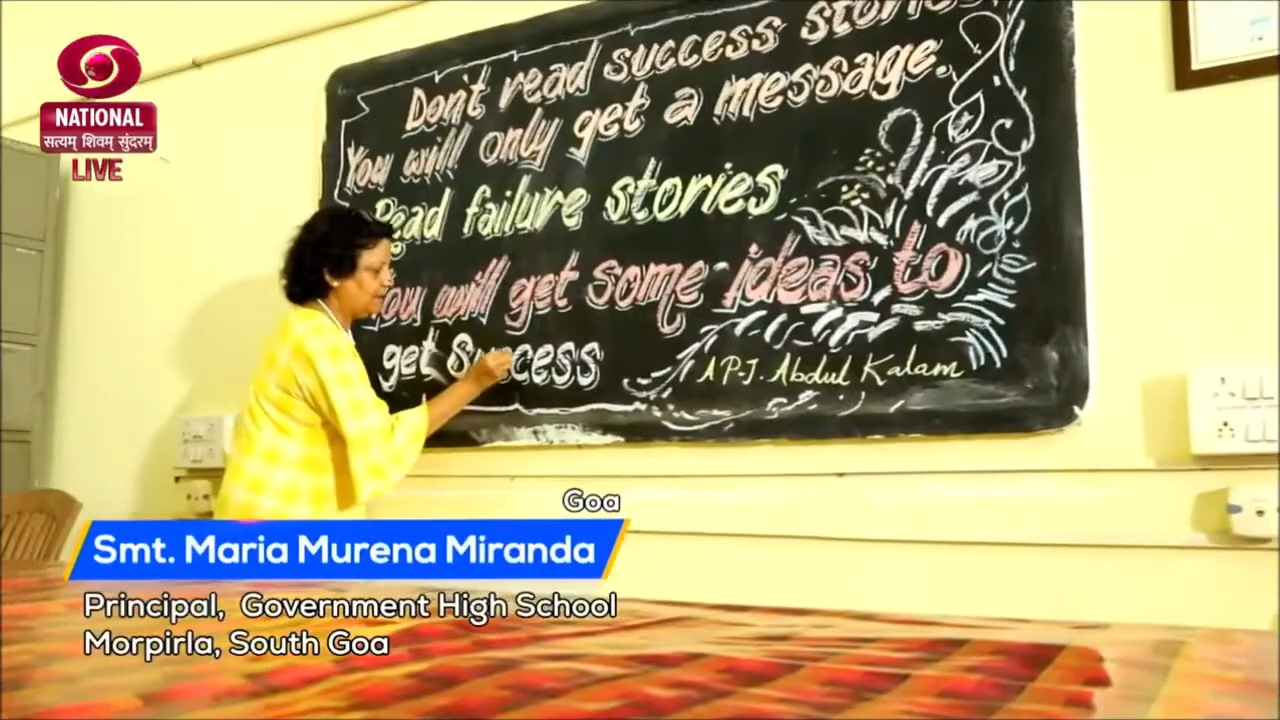 NATIONAL
सत्यम् शिवम् सुंदरम्
LIVE
Don't read success stories.
You will only get a message.
Read failure stories
You will get some ideas to
get Success
A P-J. Abdul Kalam
Goa
Smt. Maria Murena Miranda
Principal, Government High School
Morpirla, South Goa